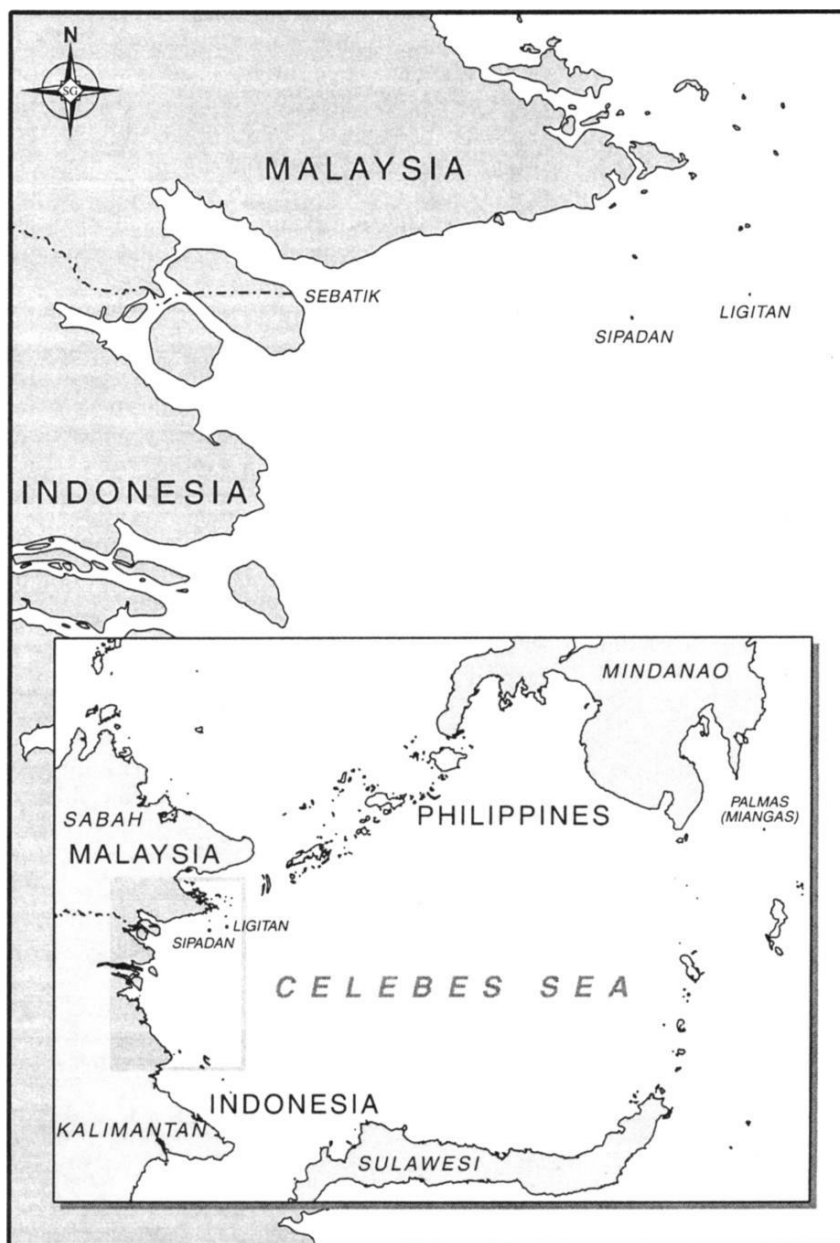 N
SG
MALAYSIA
SEBATIK
SIPADAN
LIGITAN
INDONESIA
MINDANAO
SABAH
PHILIPPINES
PALMAS
(MIANGAS)
MALAYSIA
LIGITAN
SIPADAN
CELEBES SEA
INDONESIA
KALIMANTAN
SULAWESI